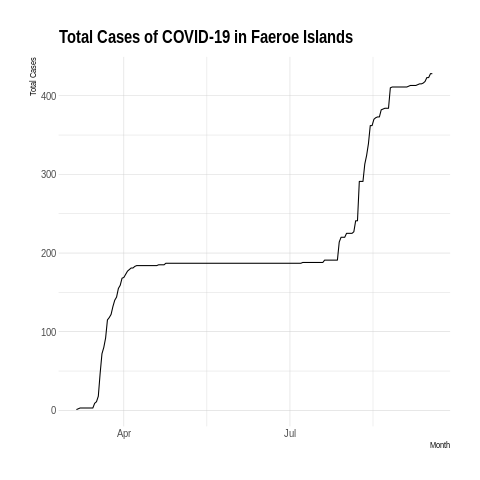 Total Cases of COVID-19 in Faeroe Islands
Total Cases
400
300
200
100
0
Apr
Jul
Month